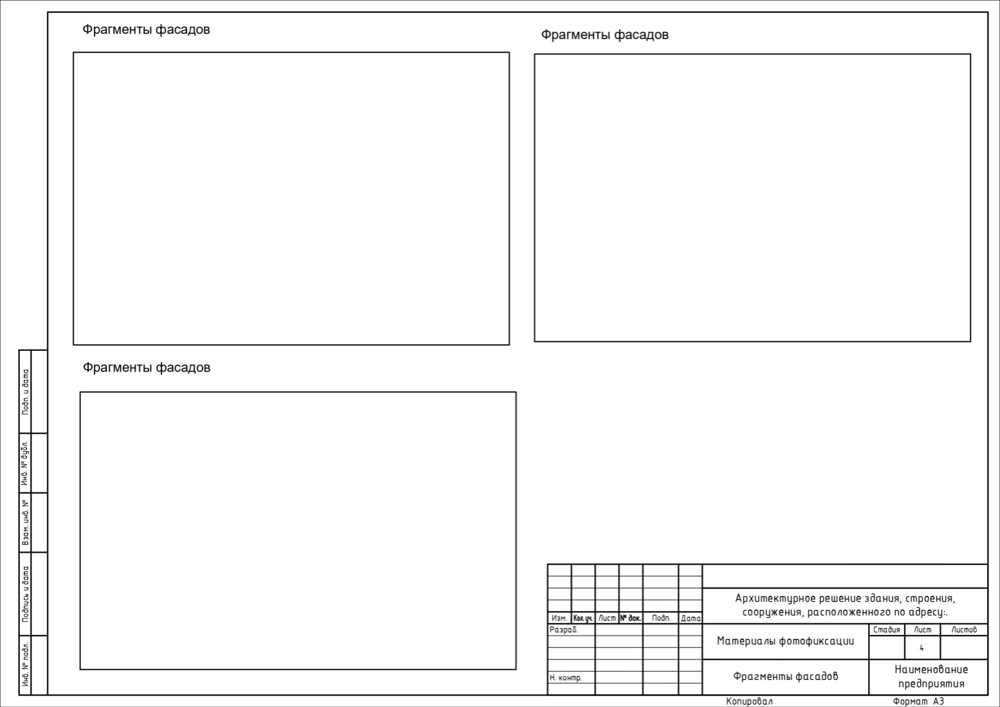 Фрагменты фасадов
Фрагменты фасадов
Фрагменты фасадов
Подп. и дата
Инв. № дубл.
Взам. инв. №
Подпись и дата
Инв. № подл.
Архитектурное решение здания, строения,
сооружения, расположенного по адресу:.
Изм. Кол.уч. Лист № док. Подп. Дата
Разраб.
Материалы фотофиксации
Стадия Лист Листов
4
Н. контр.
Фрагменты фасадов
Наименование
предприятия
Копировал Формат А3